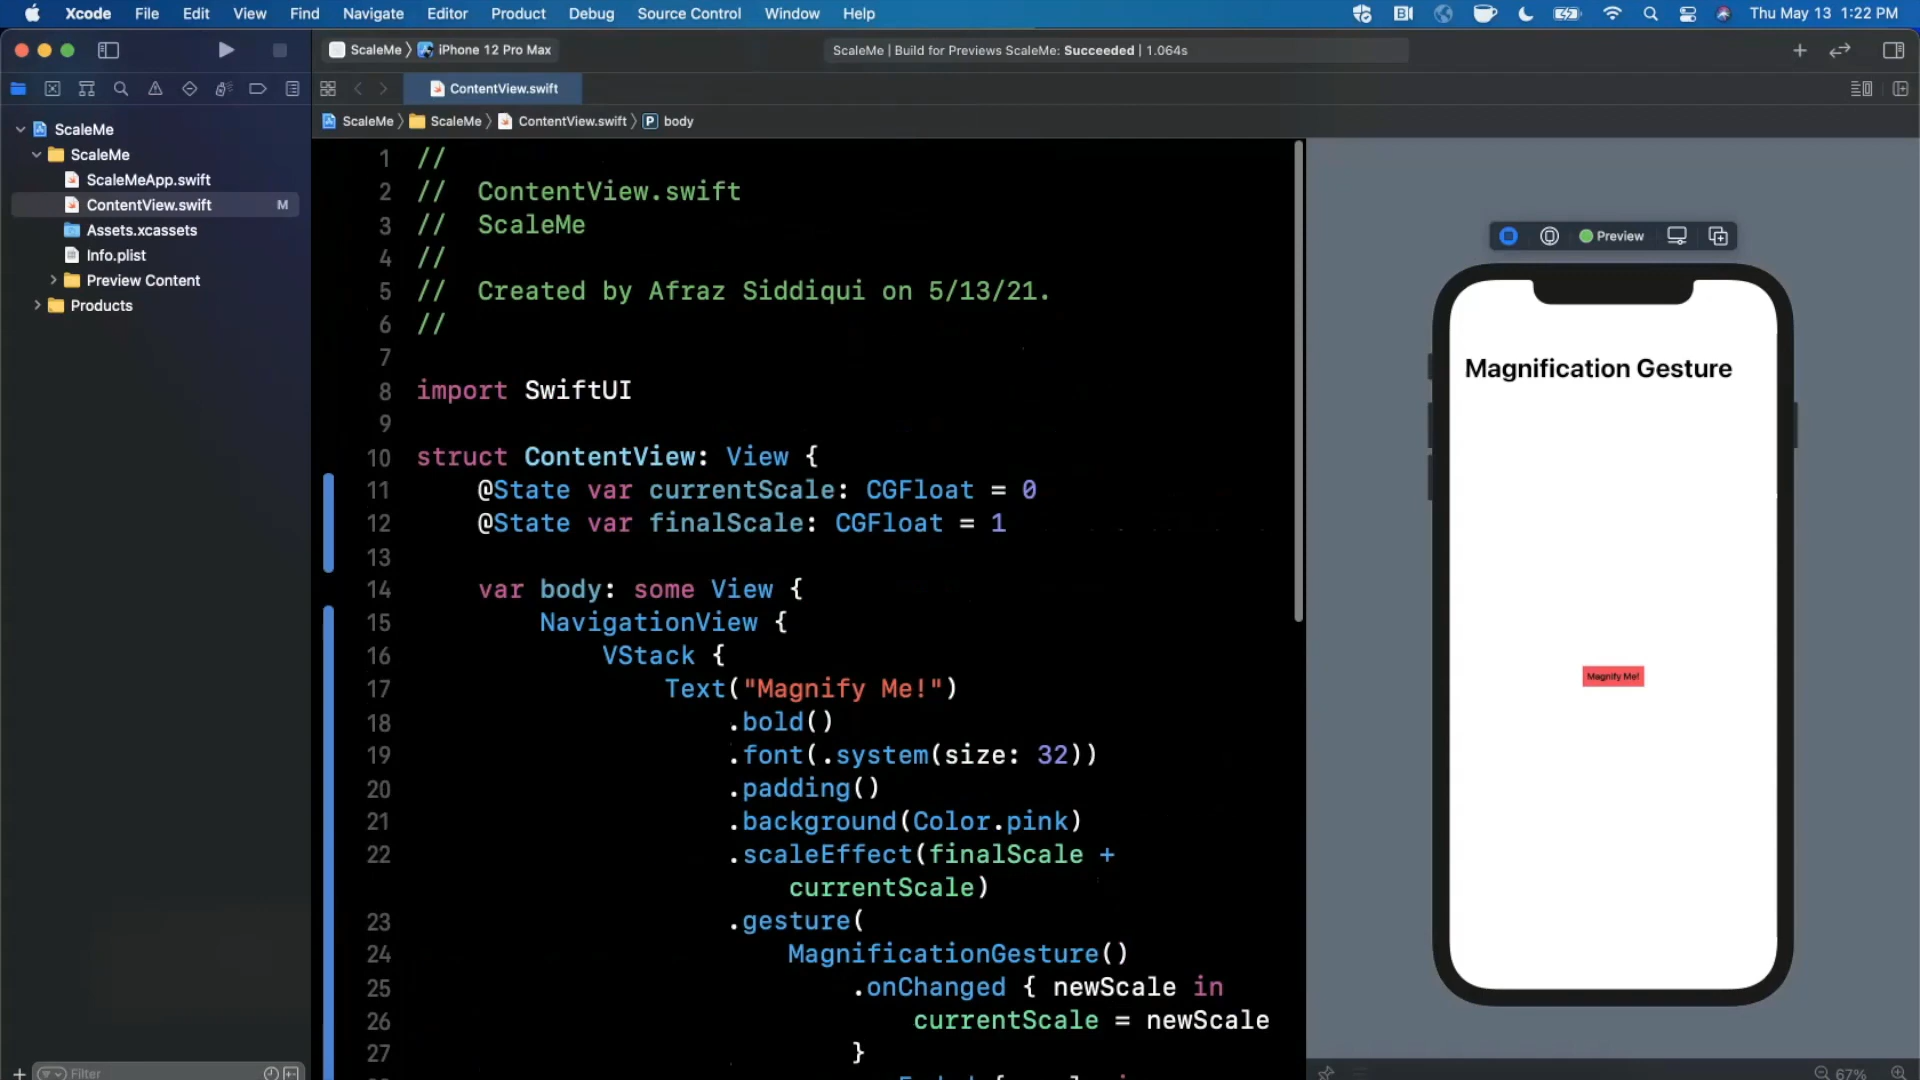 Xcode File Edit View Find Navigate Editor Product Debug Source Control Window Help
Thu May 13 1:22 PM
ScaleMe iPhone 12 Pro Max
ScaleMe | Build for Previews ScaleMe: Succeeded | 1.064s
ContentView.swift
ScaleMe ScaleMe ContentView.swift P body
ScaleMe
ScaleMe
ScaleMeApp.swift
ContentView.swift M
Assets.xcassets
Info.plist
Preview Content
Products
Filter
1 //
2 // ContentView.swift
3 // ScaleMe
4 //
5 // Created by Afraz Siddiqui on 5/13/21.
6 //
7
8 import SwiftUI
9
10 struct ContentView: View {
11 @State var currentScale: CGFloat = 0
12 @State var finalScale: CGFloat = 1
13
14 var body: some View {
15 NavigationView {
16 VStack {
17 Text("Magnify Me!")
18 .bold()
19 .font(.system(size: 32))
20 .padding()
21 .background(Color.pink)
22 .scaleEffect(finalScale +
currentScale)
23 .gesture(
24 MagnificationGesture()
25 .onChanged { newScale in
26 currentScale = newScale
27 }
Preview
Magnification Gesture
Magnify Me!
67%